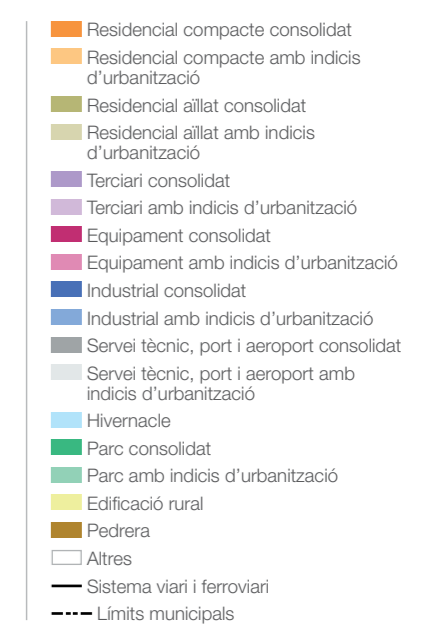 Residencial compacte consolidat
Residencial compacte amb indicis
d’urbanització
Residencial aïllat consolidat
Residencial aïllat amb indicis
d’urbanització
Terciari consolidat
Terciari amb indicis d’urbanització
Equipament consolidat
Equipament amb indicis d’urbanització
Industrial consolidat
Industrial amb indicis d’urbanització
Servei tècnic, port i aeroport consolidat
Servei tècnic, port i aeroport amb
indicis d’urbanització
Hivernacle
Parc consolidat
Parc amb indicis d’urbanització
Edificació rural
Pedrera
Altres
Sistema viari i ferroviari
Límits municipals